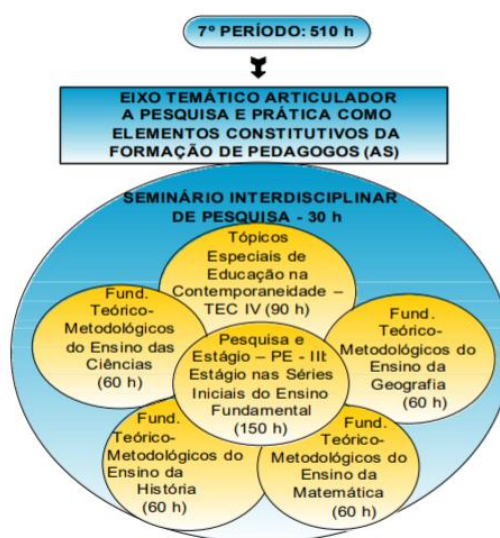 7º PERÍODO: 510 h
EIXO TEMÁTICO ARTICULADOR
A PESQUISA E PRÁTICA COMO
ELEMENTOS CONSTITUTIVOS DA
FORMAÇÃO DE PEDAGOGOS (AS)
SEMINÁRIO INTERDISCIPLINAR
DE PESQUISA - 30 h
Tópicos
Especiais de
Educação na
Contemporaneidade –
TEC IV (90 h)
Fund.
Teórico-
Metodológicos
do Ensino das
Ciências
(60 h)
Pesquisa e
Estágio – PE - III:
Estágio nas Séries
Iniciais do Ensino
Fundamental
(150 h)
Fund.
Teórico-
Metodológicos do
Ensino da
Geografia
(60 h)
Fund.
Teórico-
Metodológicos do
Ensino da
História
(60 h)
Fund.
Teórico-
Metodológicos do
Ensino da
Matemática
(60 h)